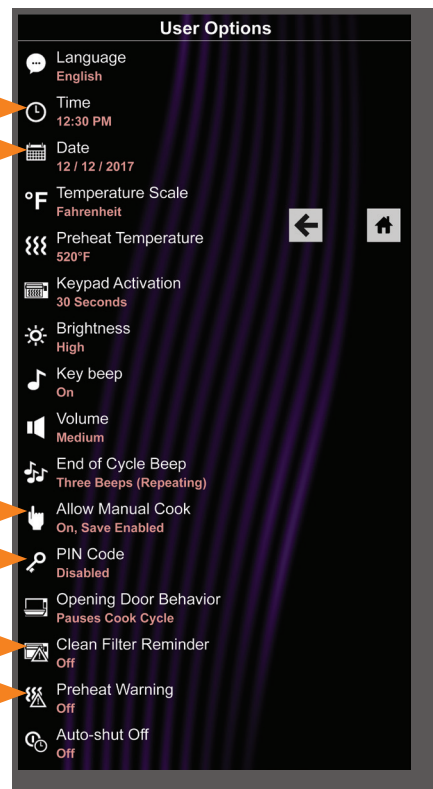 User Options
Language
English
Time
12:30 PM
Date
12 / 12 / 2017
°F
Temperature Scale
Fahrenheit
Preheat Temperature
520°F
Keypad Activation
30 Seconds
Brightness
High
Key beep
On
Volume
Medium
End of Cycle Beep
Three Beeps (Repeating)
Allow Manual Cook
On, Save Enabled
PIN Code
Disabled
Opening Door Behavior
Pauses Cook Cycle
Clean Filter Reminder
Off
Preheat Warning
Off
Auto-shut Off
Off